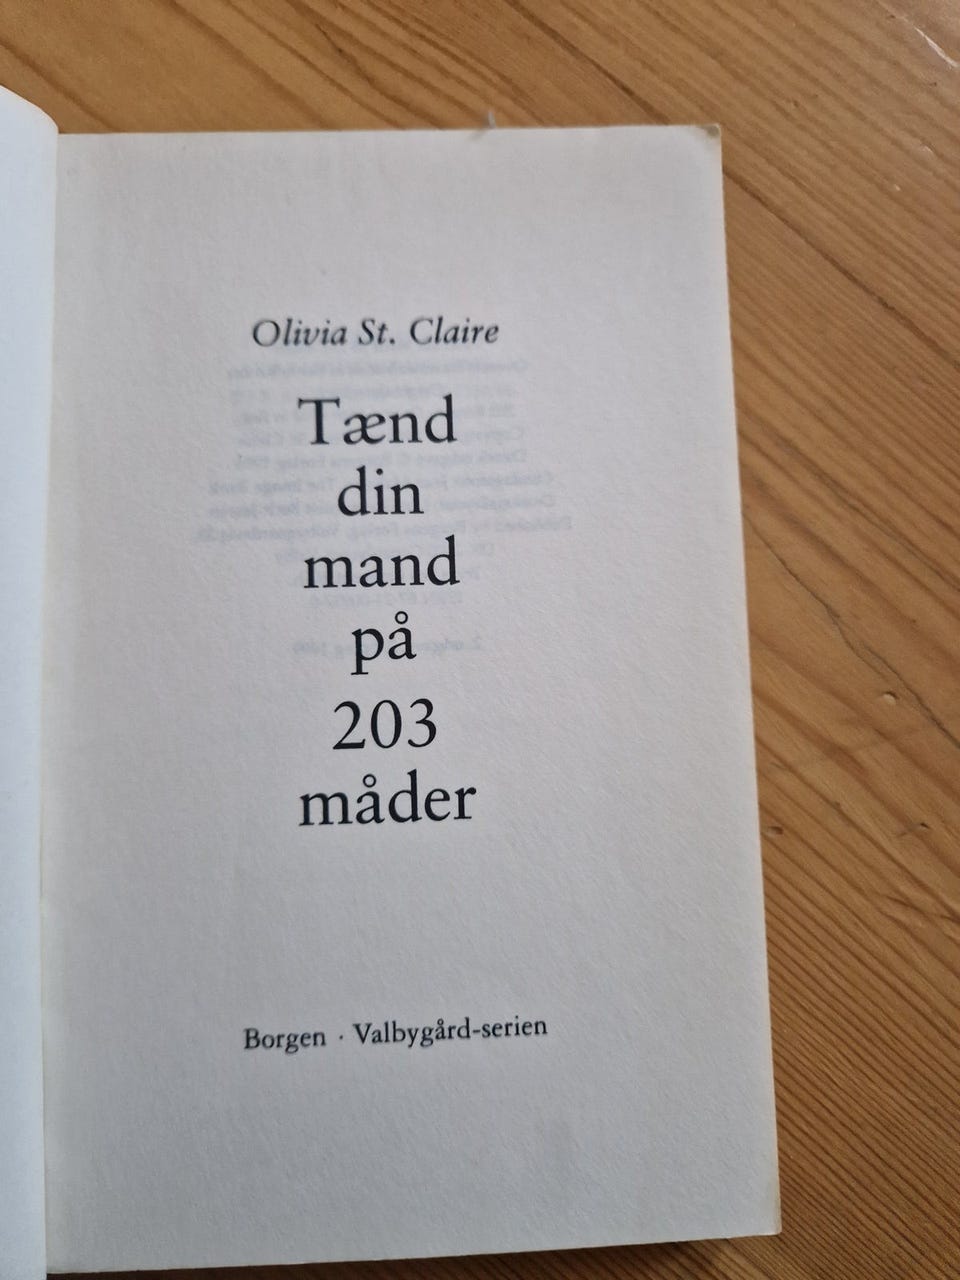 Olivia St. Claire
Tænd
din
mand
på
203
måder
Borgen · Valbygård-serien